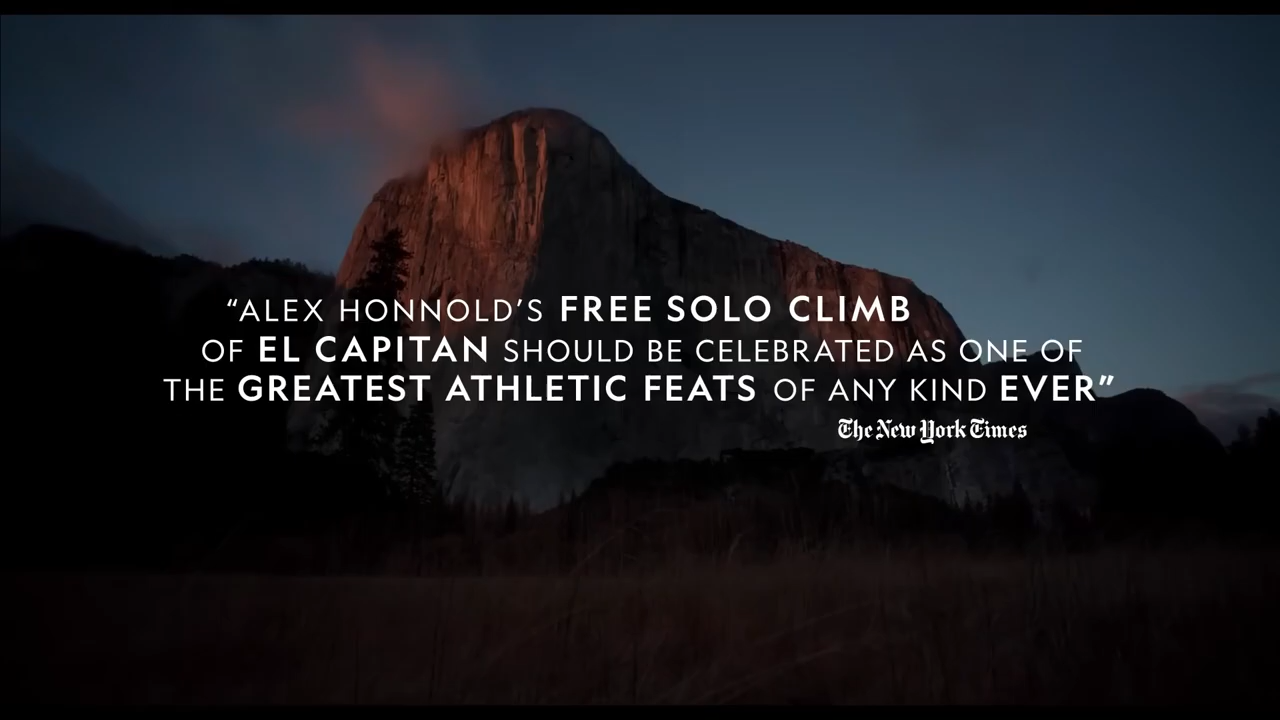 “ALEX HONNOLD’S FREE SOLO CLIMB
OF EL CAPITAN SHOULD BE CELEBRATED AS ONE OF
THE GREATEST ATHLETIC FEATS OF ANY KIND EVER”
The New York Times